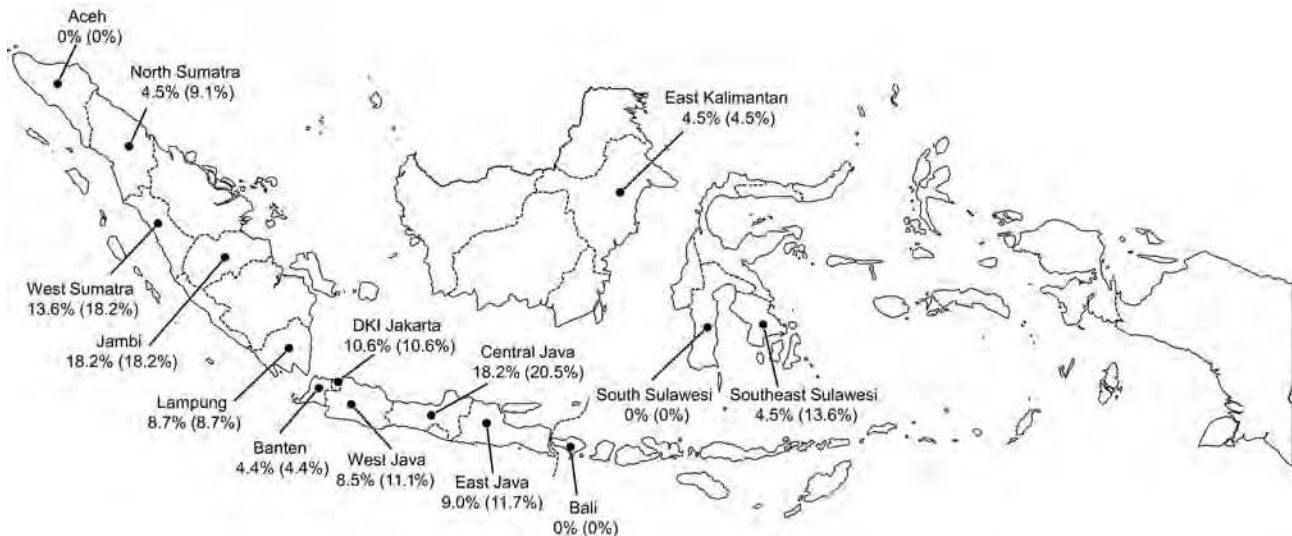 Aceh
0% (0%)
North Sumatra
4.5% (9.1%)
East Kalimantan
4.5% (4.5%)
West Sumatra
13.6% (18.2%)
Jambi
18.2% (18.2%)
Lampung
8.7% (8.7%)
DKI Jakarta
10.6% (10.6%)
Central Java
18.2% (20.5%)
Banten
4.4% (4.4%)
West Java
8.5% (11.1%)
East Java
9.0% (11.7%)
Bali
0% (0%)
South Sulawesi
0% (0%)
Southeast Sulawesi
4.5% (13.6%)